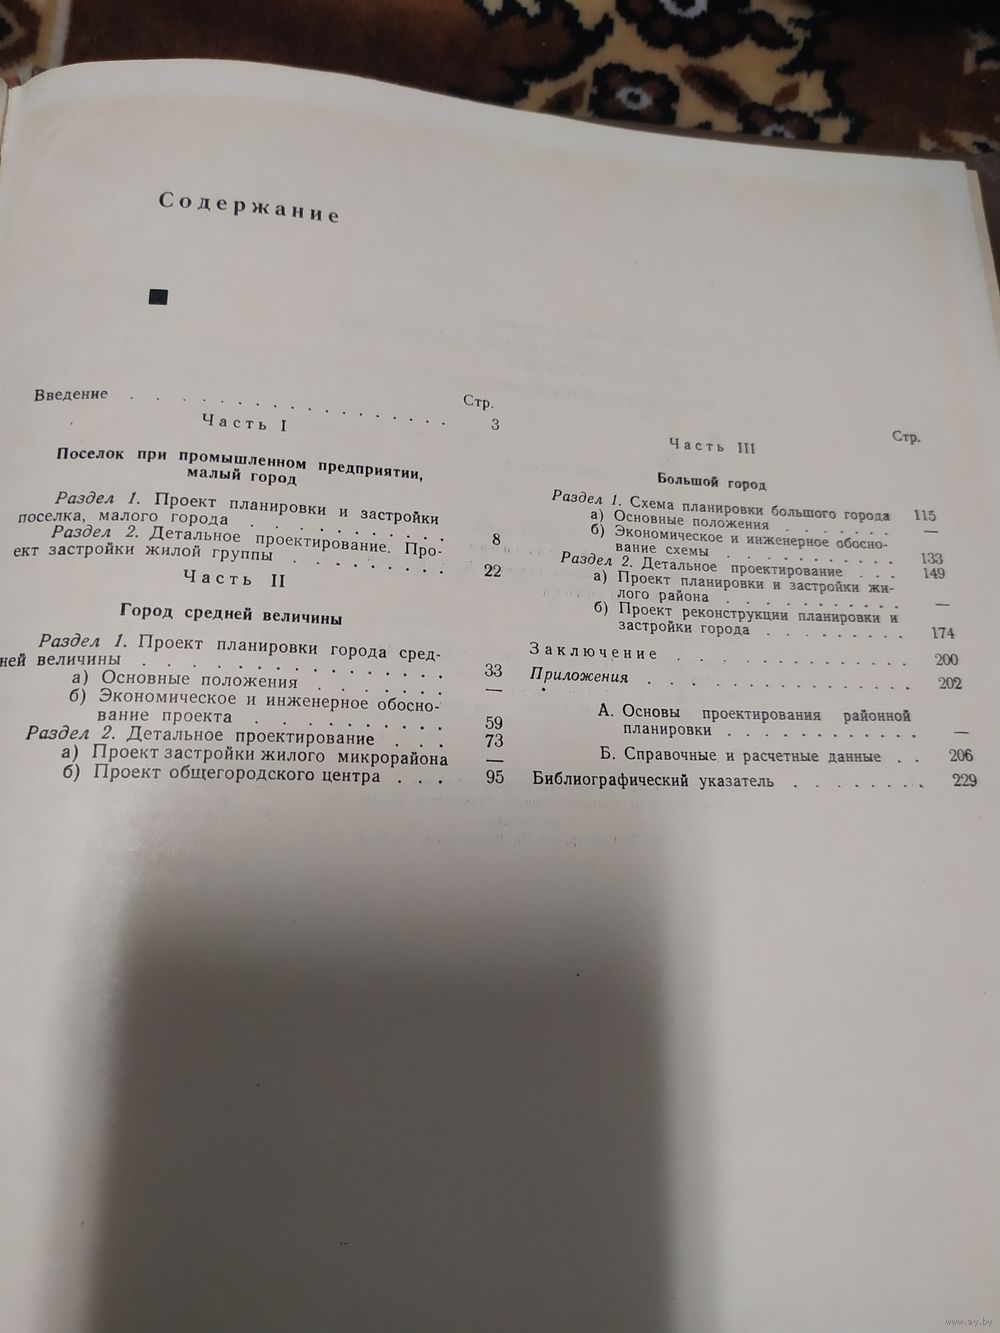 Содержание
Стр.
Введение . . . . . . . . . . . . . . . . 3
Часть I
Поселок при промышленном предприятии,
малый город
Раздел 1. Проект планировки и застройки
поселка, малого города . . . . . . . . . 8
Раздел 2. Детальное проектирование. Про-
ект застройки жилой группы . . . . . . . . 22
Часть II
Город средней величины
Раздел 1. Проект планировки города сред-
ней величины . . . . . . . . . . . . . . 33
а) Основные положения . . . . . . —
б) Экономическое и инженерное обосно-
вание проекта . . . . . . . . . 59
Раздел 2. Детальное проектирование . . . 73
а) Проект застройки жилого микрорайона —
б) Проект общегородского центра . . . 95
Стр.
Часть III
Большой город
Раздел 1. Схема планировки большого города 115
а) Основные положения . . . . . . . —
б) Экономическое и инженерное обосно-
вание схемы . . . . . . . . . . 133
Раздел 2. Детальное проектирование . . . 149
а) Проект планировки и застройки жи-
лого района . . . . . . . . . . —
б) Проект реконструкции планировки и
застройки города . . . . . . . . 174
Заключение . . . . . . . . . . . . . 200
Приложения . . . . . . . . . . . . . . 202
А. Основы проектирования районной
планировки . . . . . . . . . . . —
Б. Справочные и расчетные данные . . 206
Библиографический указатель . . . . . . . . 229
www.ay.by